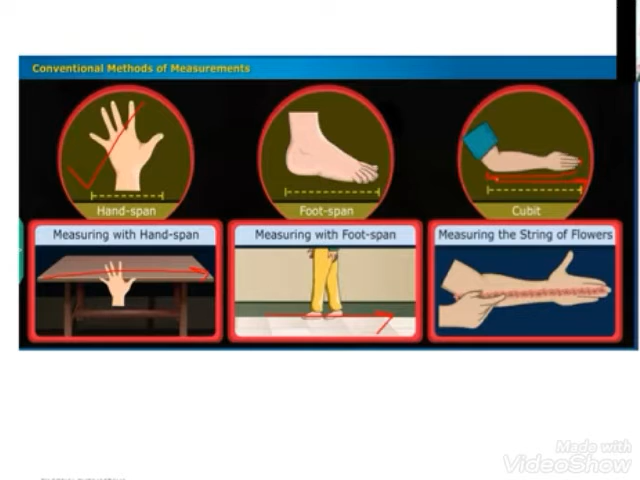 Conventional Methods of Measurements
Hand-span
Foot-span
Cubit
Measuring with Hand-span
Measuring with Foot-span
Measuring the String of Flowers
Made with
VideoShow